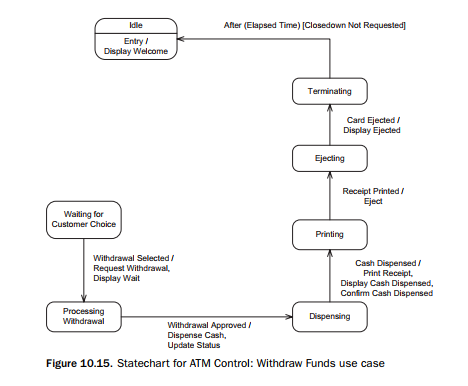 Idle
Entry /
Display Welcome
After (Elapsed Time) [Closedown Not Requested]
Terminating
Card Ejected /
Display Ejected
Ejecting
Receipt Printed /
Eject
Waiting for
Customer Choice
Printing
Withdrawal Selected /
Request Withdrawal,
Display Wait
Cash Dispensed /
Print Receipt,
Display Cash Dispensed,
Confirm Cash Dispensed
Processing
Withdrawal
Withdrawal Approved /
Dispense Cash,
Update Status
Dispensing
Figure 10.15. Statechart for ATM Control: Withdraw Funds use case